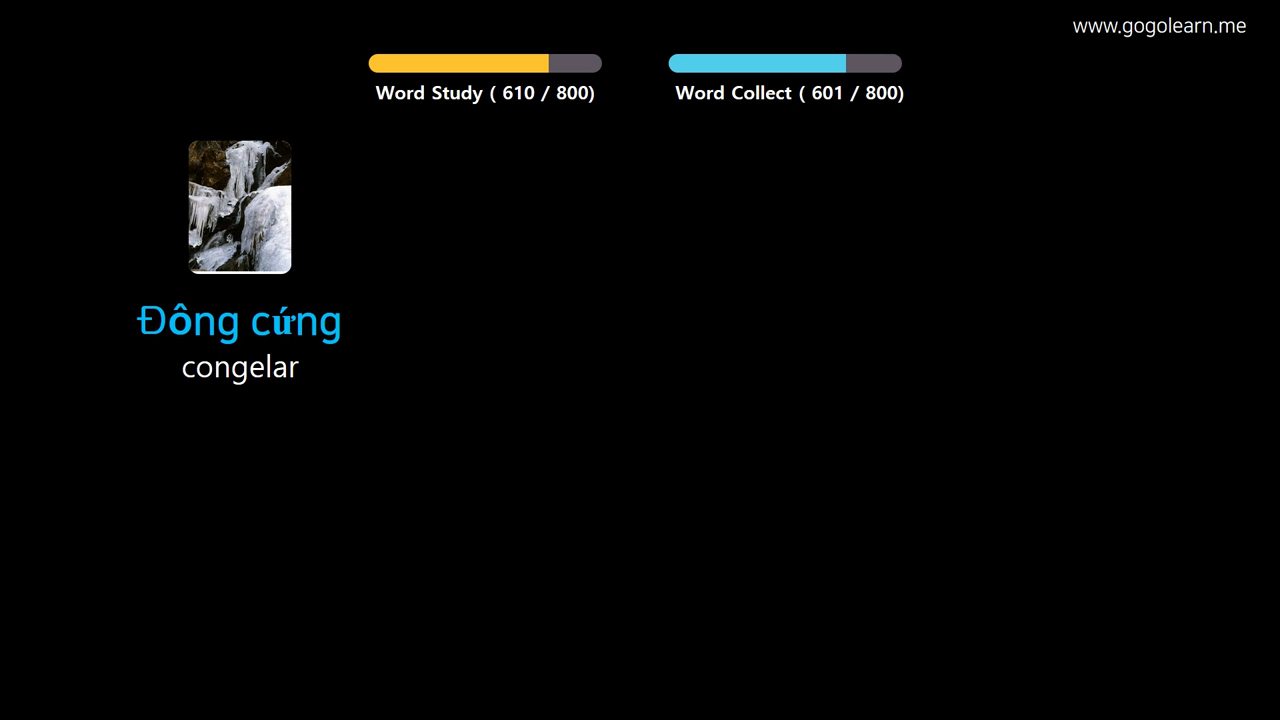 www.gogolearn.me
Word Study ( 610 / 800)
Word Collect ( 601 / 800)
Đông cứng
congelar